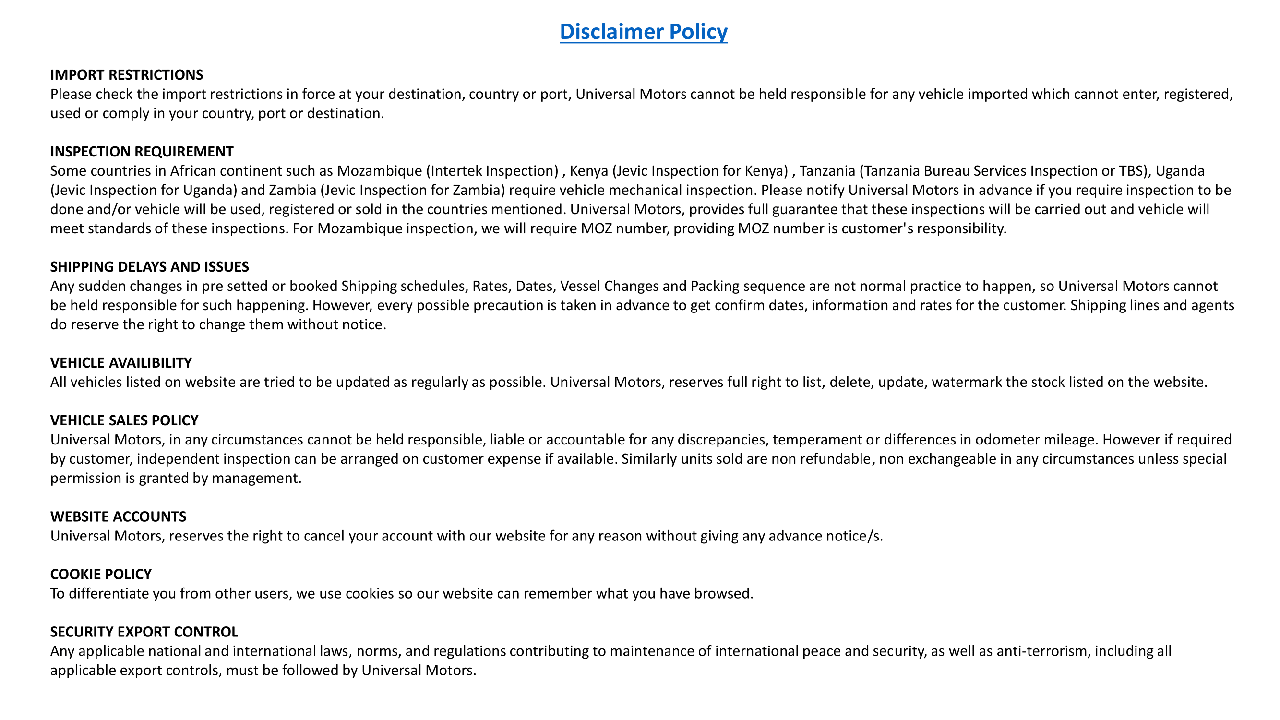 Disclaimer Policy
IMPORT RESTRICTIONS
Please check the import restrictions in force at your destination, country or port, Universal Motors cannot be held responsible for any vehicle imported which cannot enter, registered,
used or comply in your country, port or destination.
INSPECTION REQUIREMENT
Some countries in African continent such as Mozambique (Intertek Inspection) , Kenya (Jevic Inspection for Kenya) , Tanzania (Tanzania Bureau Services Inspection or TBS), Uganda
(Jevic Inspection for Uganda) and Zambia (Jevic Inspection for Zambia) require vehicle mechanical inspection. Please notify Universal Motors in advance if you require inspection to be
done and/or vehicle will be used, registered or sold in the countries mentioned. Universal Motors, provides full guarantee that these inspections will be carried out and vehicle will
meet standards of these inspections. For Mozambique inspection, we will require MOZ number, providing MOZ number is customer's responsibility.
SHIPPING DELAYS AND ISSUES
Any sudden changes in pre setted or booked Shipping schedules, Rates, Dates, Vessel Changes and Packing sequence are not normal practice to happen, so Universal Motors cannot
be held responsible for such happening. However, every possible precaution is taken in advance to get confirm dates, information and rates for the customer. Shipping lines and agents
do reserve the right to change them without notice.
VEHICLE AVAILIBILITY
All vehicles listed on website are tried to be updated as regularly as possible. Universal Motors, reserves full right to list, delete, update, watermark the stock listed on the website.
VEHICLE SALES POLICY
Universal Motors, in any circumstances cannot be held responsible, liable or accountable for any discrepancies, temperament or differences in odometer mileage. However if required
by customer, independent inspection can be arranged on customer expense if available. Similarly units sold are non refundable, non exchangeable in any circumstances unless special
permission is granted by management.
WEBSITE ACCOUNTS
Universal Motors, reserves the right to cancel your account with our website for any reason without giving any advance notice/s.
COOKIE POLICY
To differentiate you from other users, we use cookies so our website can remember what you have browsed.
SECURITY EXPORT CONTROL
Any applicable national and international laws, norms, and regulations contributing to maintenance of international peace and security, as well as anti-terrorism, including all
applicable export controls, must be followed by Universal Motors.